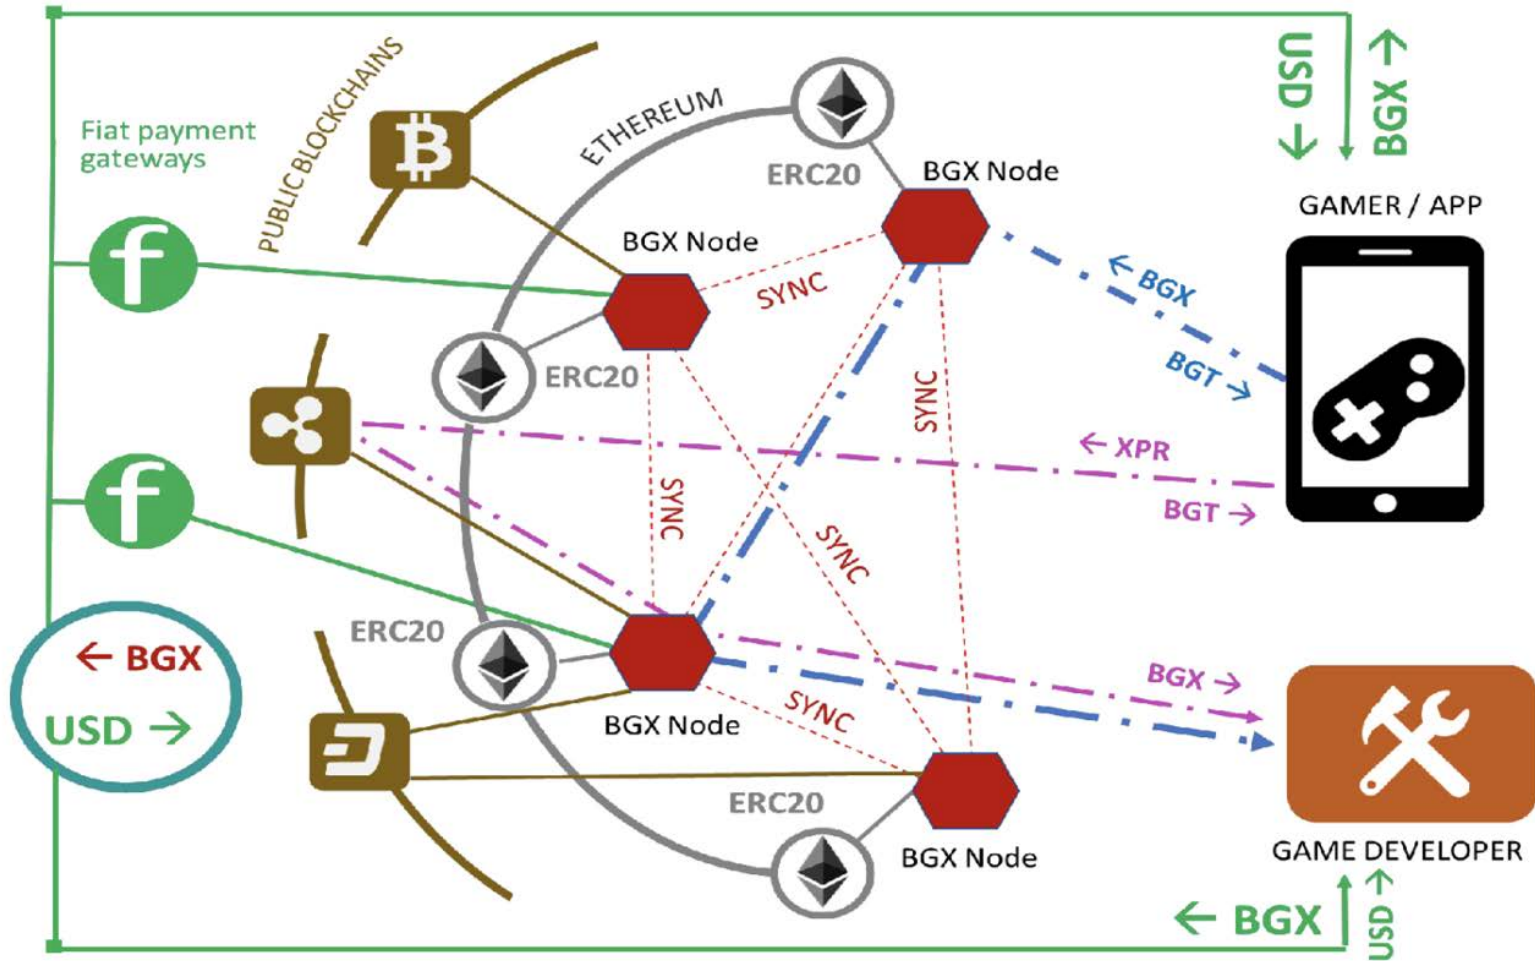 USD →
BGX →
PUBLIC BLOCKCHAINS
Fiat payment
gateways
ETHEREUM
ERC20
BGX Node
GAMER / APP
BGX Node
SYNC
← BGX
ERC20
BGT →
SYNC
← XPR
BGT →
SYNC
SYNC
ERC20
← BGX
BGX →
USD →
SYNC
BGX Node
ERC20
BGX Node
GAME DEVELOPER
← BGX
USD →